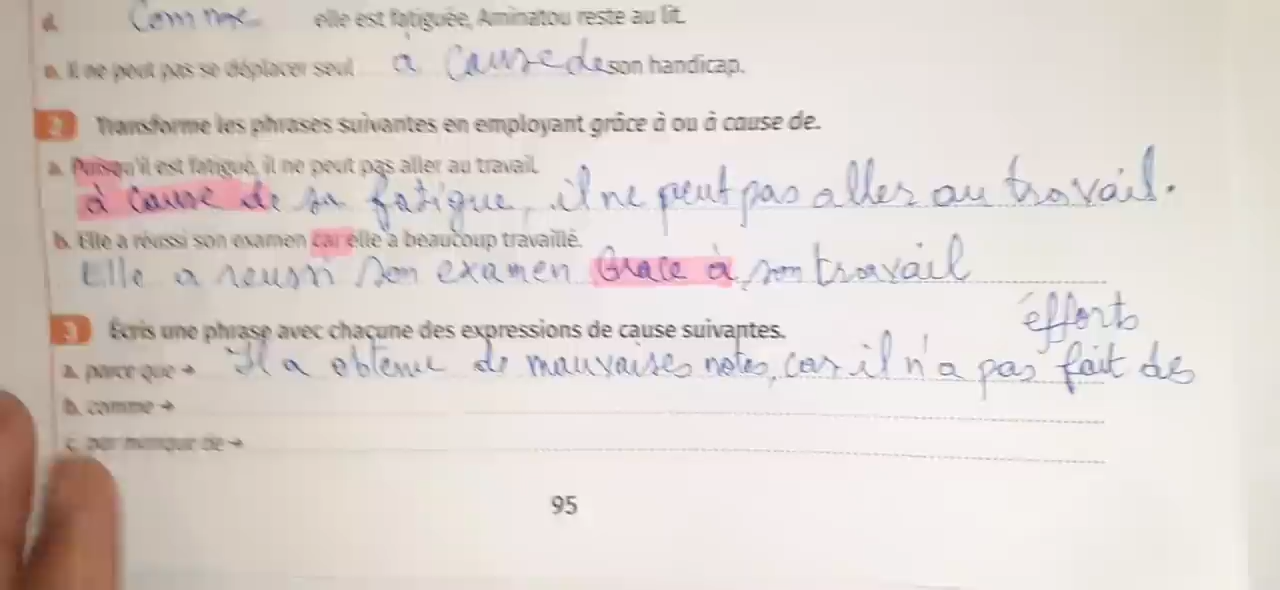 d. Comme elle est fatiguée, Aminatou reste au lit.
e. Il ne peut pas se déplacer seul à cause de son handicap.
2 Transforme les phrases suivantes en employant grâce à ou à cause de.
a. Puisqu'il est fatigué, il ne peut pas aller au travail.
à cause de sa fatigue, il ne peut pas aller au travail.
b. Elle a réussi son examen car elle a beaucoup travaillé.
Elle a reussi son examen Grace à son travail
3 Écris une phrase avec chacune des expressions de cause suivantes.
a. parce que → Il a obtenu de mauvaises notes, car il n'a pas fait des éfforts
b. comme →
c. par manque de →
95